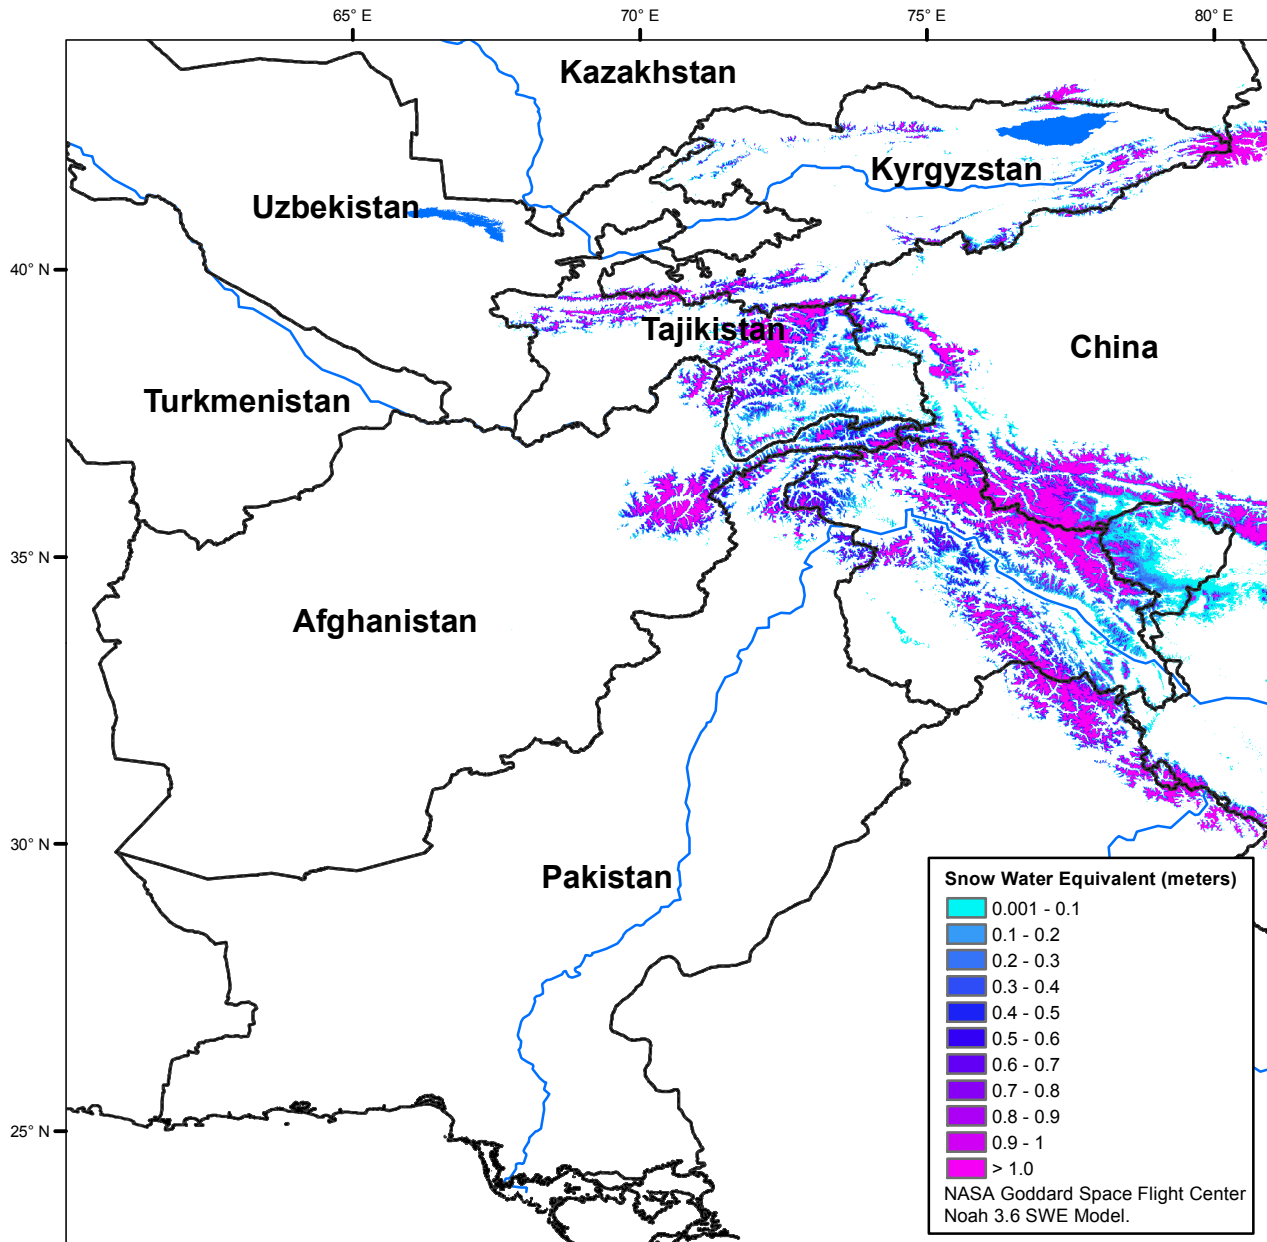 65° E
70° E
75° E
80° E
Kazakhstan
Kyrgyzstan
Uzbekistan
40° N
Tajikistan
China
Turkmenistan
35° N
Afghanistan
30° N
Pakistan
25° N
Snow Water Equivalent (meters)
0.001 - 0.1
0.1 - 0.2
0.2 - 0.3
0.3 - 0.4
0.4 - 0.5
0.5 - 0.6
0.6 - 0.7
0.7 - 0.8
0.8 - 0.9
0.9 - 1
> 1.0
NASA Goddard Space Flight Center
Noah 3.6 SWE Model.